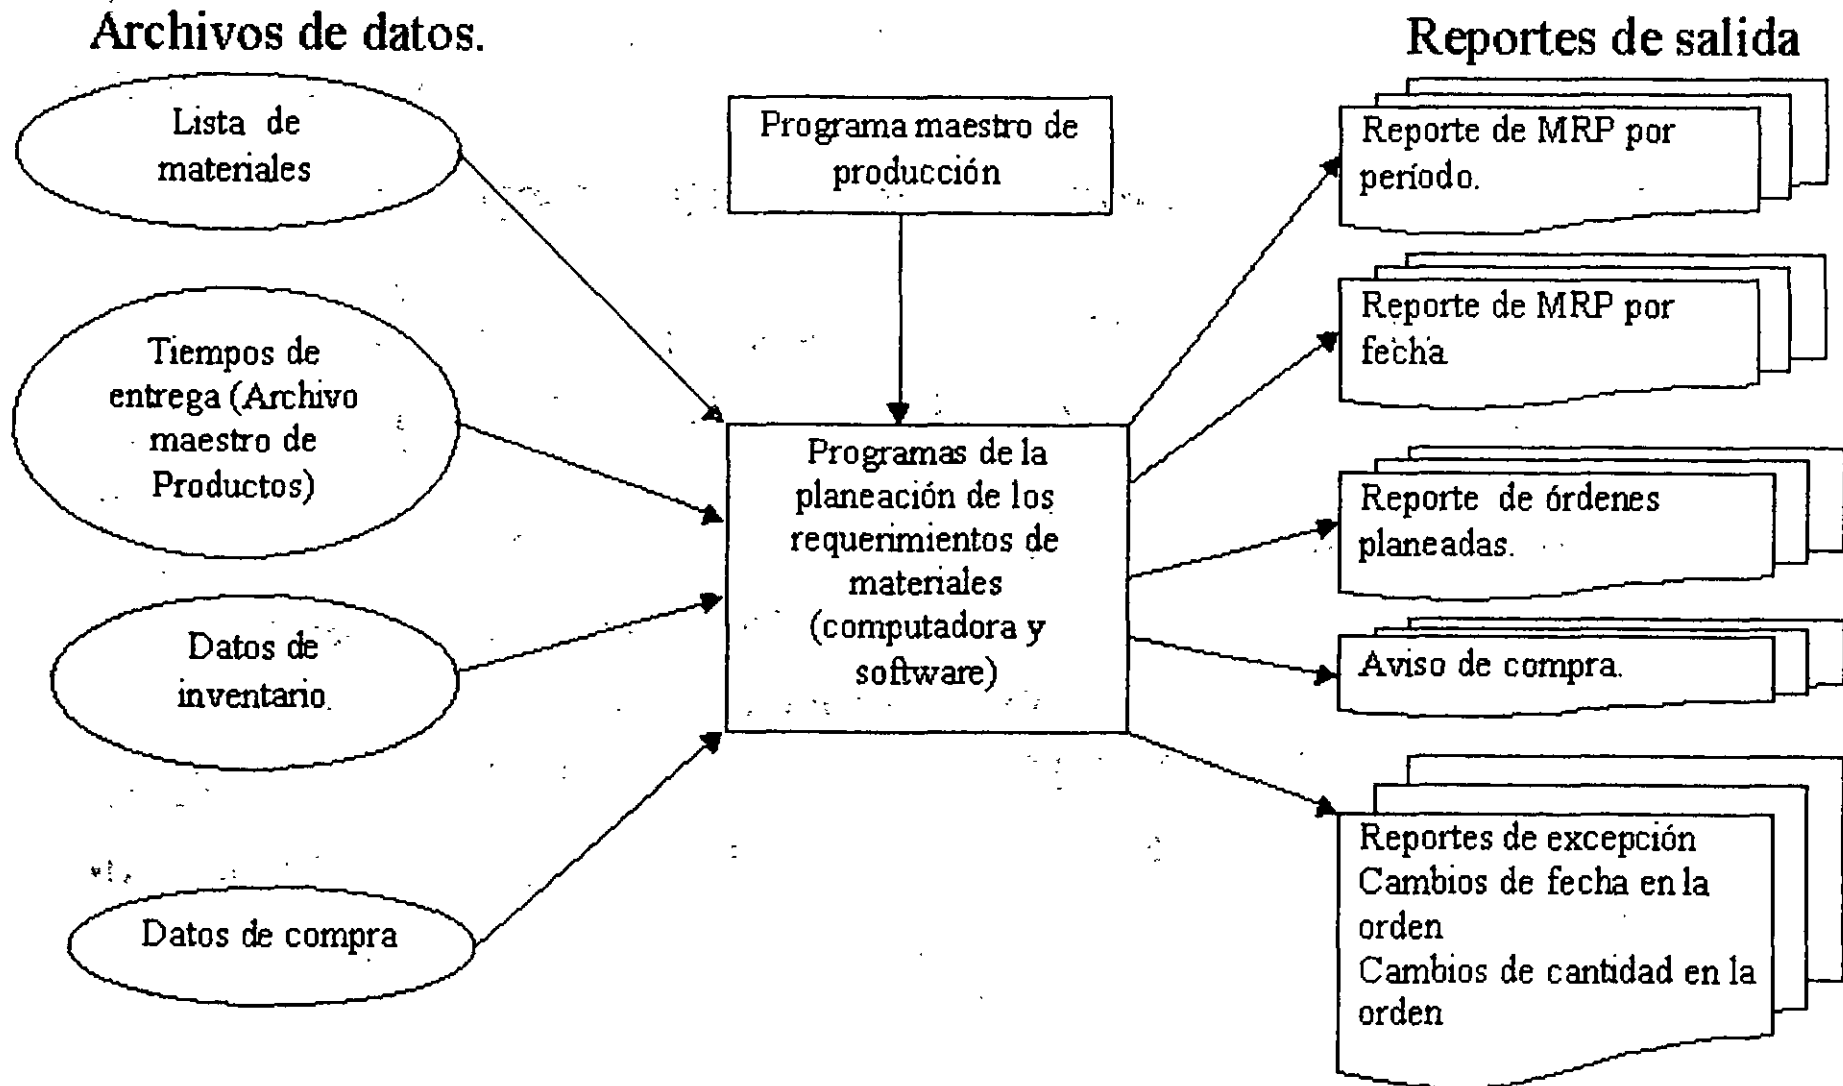 Archivos de datos.
Lista de
materiales
Tiempos de
entrega (Archivo
maestro de
Productos)
Datos de
inventario.
Datos de compra
Programa maestro de
producción
Programas de la
planeación de los
requerimientos de
materiales
(computadora y
software)
Reportes de salida
Reporte de MRP por
período.
Reporte de MRP por
fecha
Reporte de órdenes
planeadas.
Aviso de compra.
Reportes de excepción
Cambios de fecha en la
orden
Cambios de cantidad en la
orden